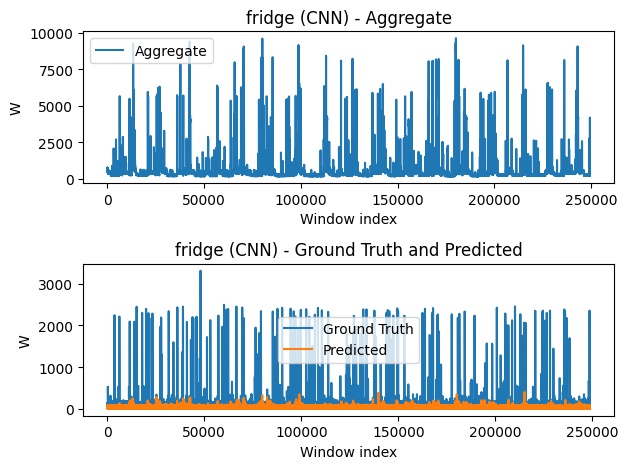 fridge (CNN) - Aggregate
10000
7500
5000
2500
0
W
Aggregate
0
50000
100000
150000
200000
250000
Window index
fridge (CNN) - Ground Truth and Predicted
3000
2000
1000
0
W
Ground Truth
Predicted
0
50000
100000
150000
200000
250000
Window index